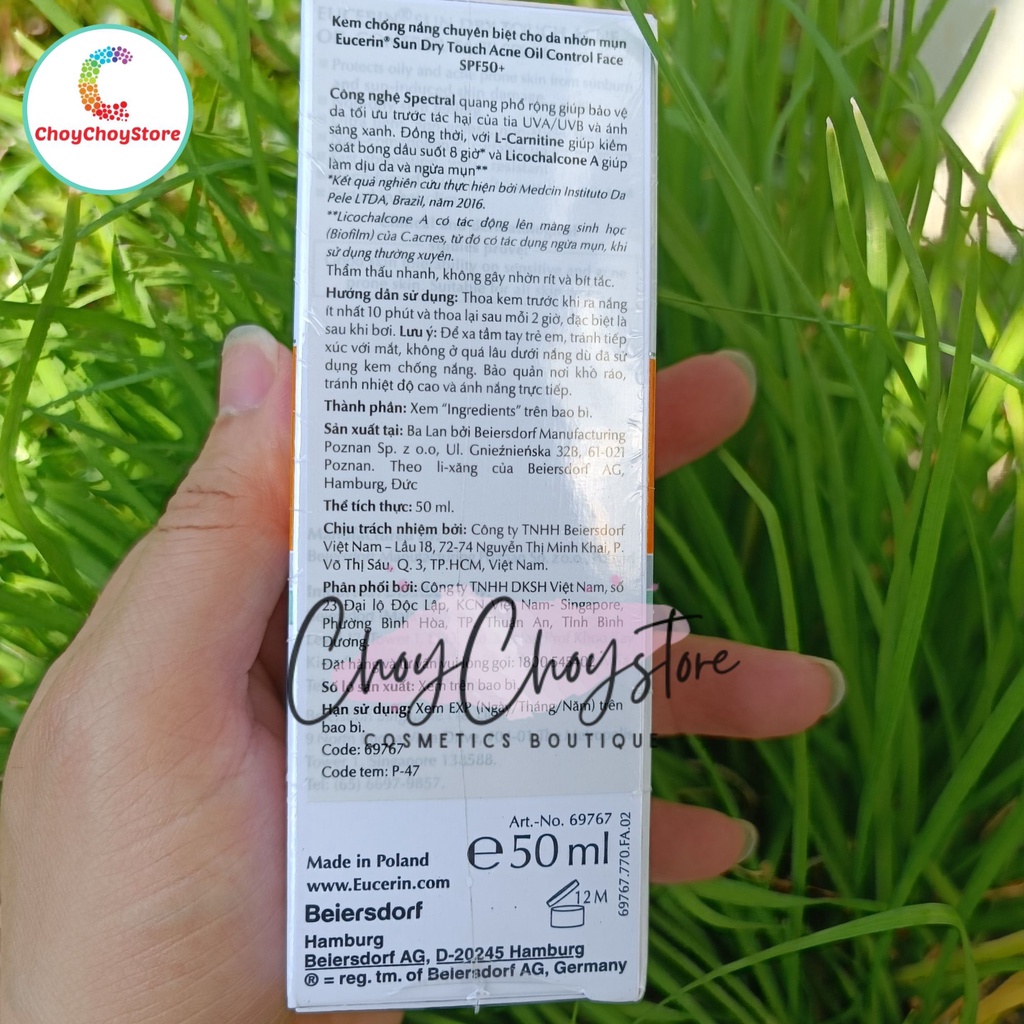 ChoyChoyStore
Kem chống nắng chuyên biệt cho da nhờn mụn
Eucerin® Sun Dry Touch Acne Oil Control Face
SPF50+
Công nghệ Spectral quang phổ rộng giúp bảo vệ
da tối ưu trước tác hại của tia UVA/UVB và ánh
sáng xanh. Đồng thời, với L-Carnitine giúp kiểm
soát bóng dầu suốt 8 giờ* và Licochalcone A giúp
làm dịu da và ngừa mụn**
*Kết quả nghiên cứu thực hiện bởi Medcin Instituto Da
Pele LTDA, Brazil, năm 2016.
**Licochalcone A có tác động lên màng sinh học
(Biofilm) của C.acnes, từ đó có tác dụng ngừa mụn, khi
sử dụng thường xuyên.
Thẩm thấu nhanh, không gây nhờn rít và bít tắc.
Hướng dẫn sử dụng: Thoa kem trước khi ra nắng
ít nhất 10 phút và thoa lại sau mỗi 2 giờ, đặc biệt là
sau khi bơi. Lưu ý: Để xa tầm tay trẻ em, tránh tiếp
xúc với mắt, không ở quá lâu dưới nắng dù đã sử
dụng kem chống nắng. Bảo quản nơi khô ráo,
tránh nhiệt độ cao và ánh nắng trực tiếp.
Thành phần: Xem "Ingredients" trên bao bì.
Sản xuất tại: Ba Lan bởi Beiersdorf Manufacturing
Poznan Sp. z o.o, Ul. Gnieźnieńska 32B, 61-021
Poznan. Theo li-xăng của Beiersdorf AG,
Hamburg, Đức
Thể tích thực: 50 ml.
Chịu trách nhiệm bởi: Công ty TNHH Beiersdorf
Việt Nam – Lầu 18, 72-74 Nguyễn Thị Minh Khai, P.
Võ Thị Sáu, Q. 3, TP.HCM, Việt Nam.
Phân phối bởi: Công ty TNHH DKSH Việt Nam, số
23 Đại lộ Độc Lập, KCN Việt Nam- Singapore,
Phường Bình Hòa, TP. Thuận An, Tỉnh Bình
Dương
Đặt hàng và tư vấn vui lòng gọi:
Số lô sản xuất: Xem trên bao bì.
Hạn sử dụng: Xem EXP (Ngày/Tháng/Năm) trên
bao bì.
ChoyChoystore
COSMETICS BOUTIQUE
Code: 69767
Code tem: P-47
Art.-No. 69767
e 50 ml
Made in Poland
www.Eucerin.com
12 M
69767.770.FA.02
Beiersdorf
Hamburg
Beiersdorf AG, D-20245 Hamburg
® = reg. tm. of Beiersdorf AG, Germany